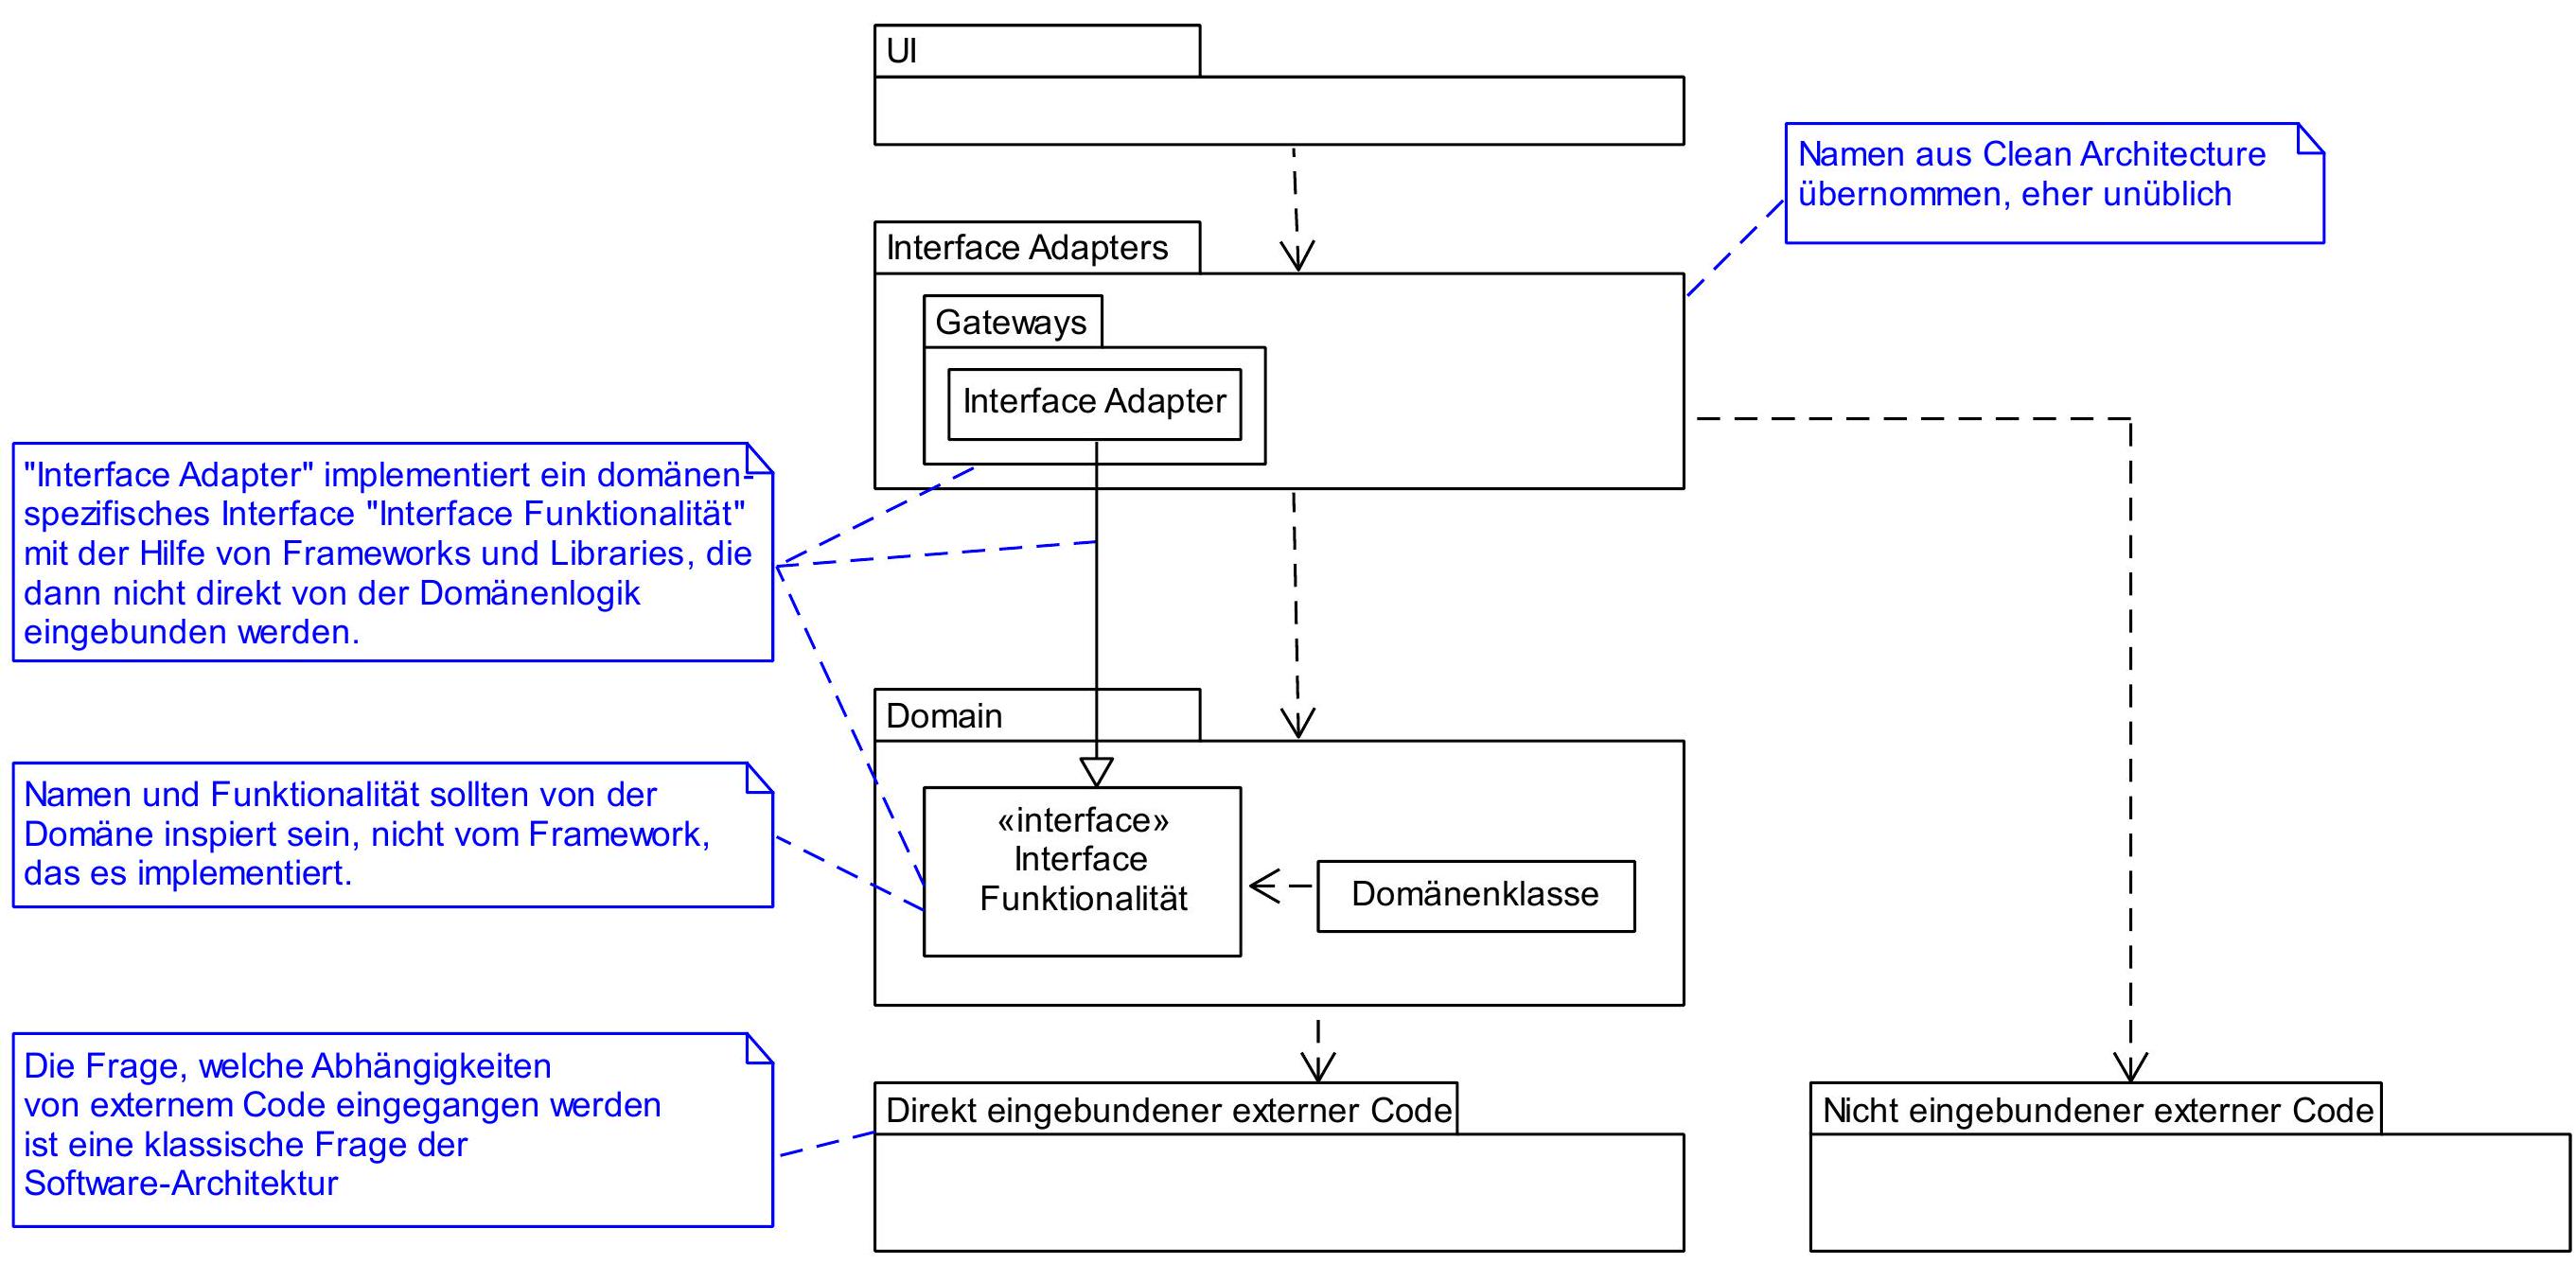 UI
Namen aus Clean Architecture
übernommen, eher unüblich
Interface Adapters
Gateways
Interface Adapter
"Interface Adapter" implementiert ein domänen-
spezifisches Interface "Interface Funktionalität"
mit der Hilfe von Frameworks und Libraries, die
dann nicht direkt von der Domänenlogik
eingebunden werden.
Domain
Namen und Funktionalität sollten von der
Domäne inspiert sein, nicht vom Framework,
das es implementiert.
«interface»
Interface
Funktionalität
Domänenklasse
Die Frage, welche Abhängigkeiten
von externem Code eingegangen werden
ist eine klassische Frage der
Software-Architektur
Direkt eingebundener externer Code
Nicht eingebundener externer Code